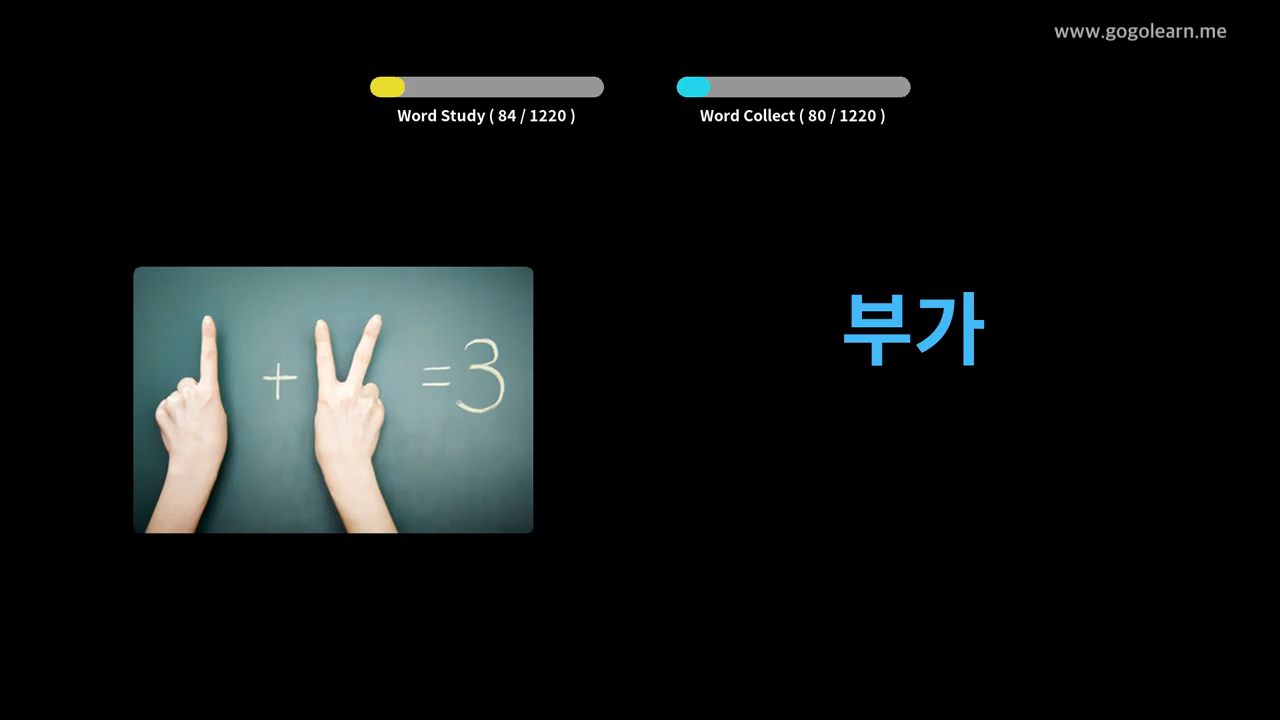 www.gogolearn.me
Word Study ( 84 / 1220 )
Word Collect ( 80 / 1220 )
+ = 3
부가